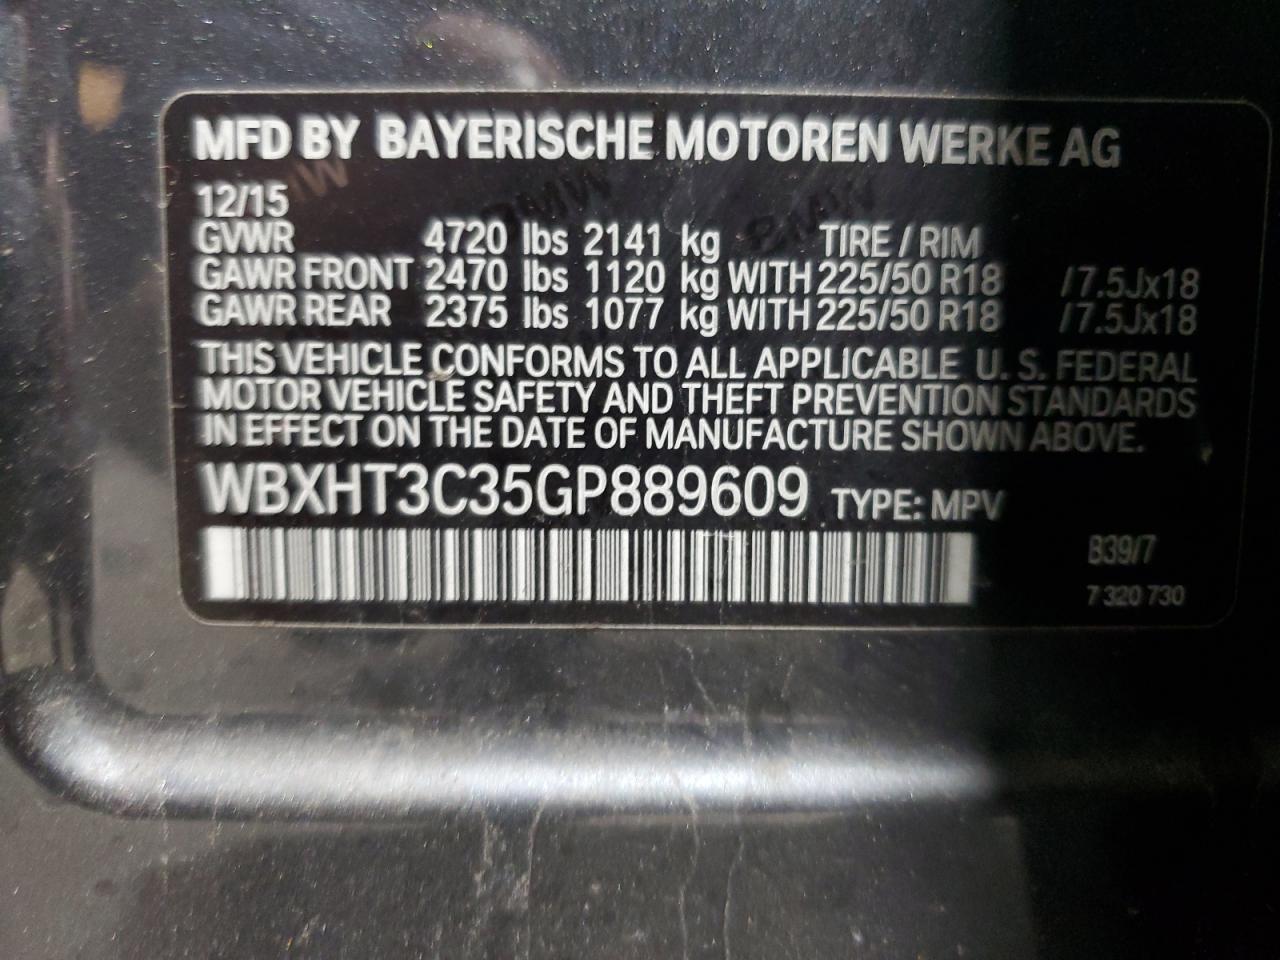 MFD BY BAYERISCHE MOTOREN WERKE AG
12/15
GVWR 4720 lbs 2141 kg TIRE / RIM
GAWR FRONT 2470 lbs 1120 kg WITH 225/50 R18 /7.5Jx18
GAWR REAR 2375 lbs 1077 kg WITH 225/50 R18 /7.5Jx18
THIS VEHICLE CONFORMS TO ALL APPLICABLE U. S. FEDERAL
MOTOR VEHICLE SAFETY AND THEFT PREVENTION STANDARDS
IN EFFECT ON THE DATE OF MANUFACTURE SHOWN ABOVE.
WBXHT3C35GP889609 TYPE: MPV
B39/7
7 320 730
BMW
BMW